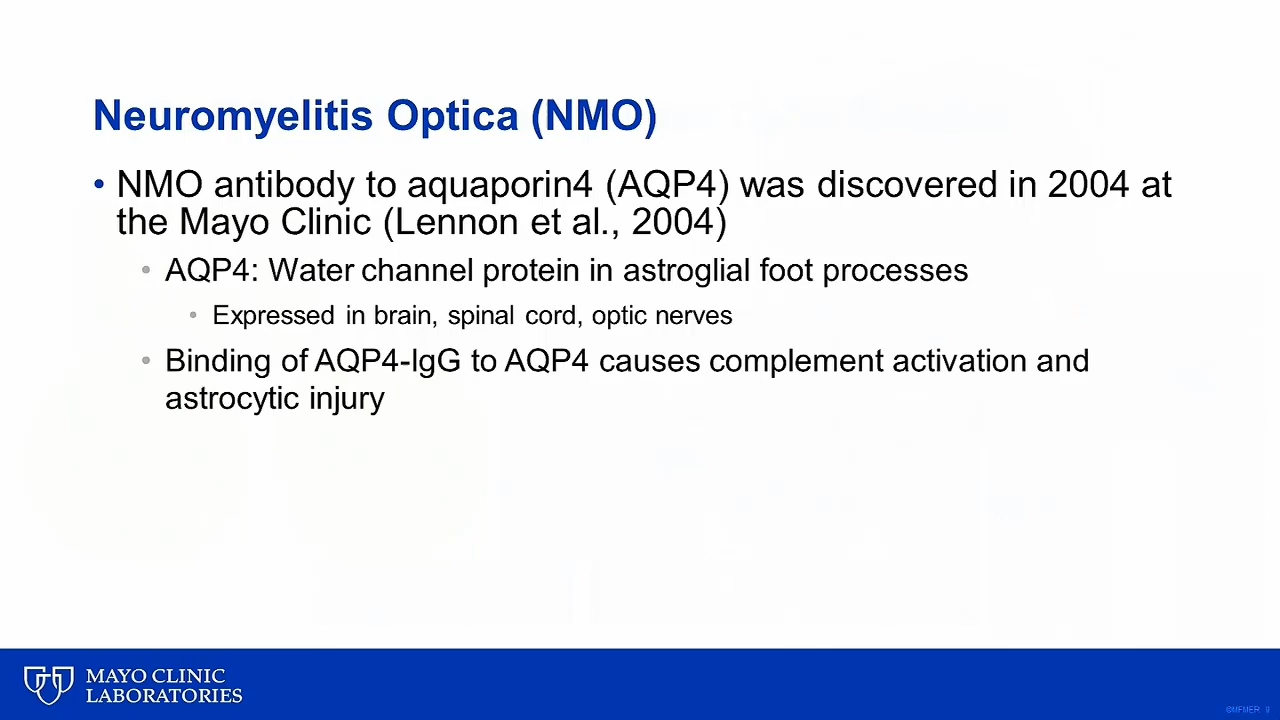 Neuromyelitis Optica (NMO)
• NMO antibody to aquaporin4 (AQP4) was discovered in 2004 at
the Mayo Clinic (Lennon et al., 2004)
• AQP4: Water channel protein in astroglial foot processes
• Expressed in brain, spinal cord, optic nerves
• Binding of AQP4-IgG to AQP4 causes complement activation and
astrocytic injury
MAYO CLINIC
LABORATORIES
©MFMER